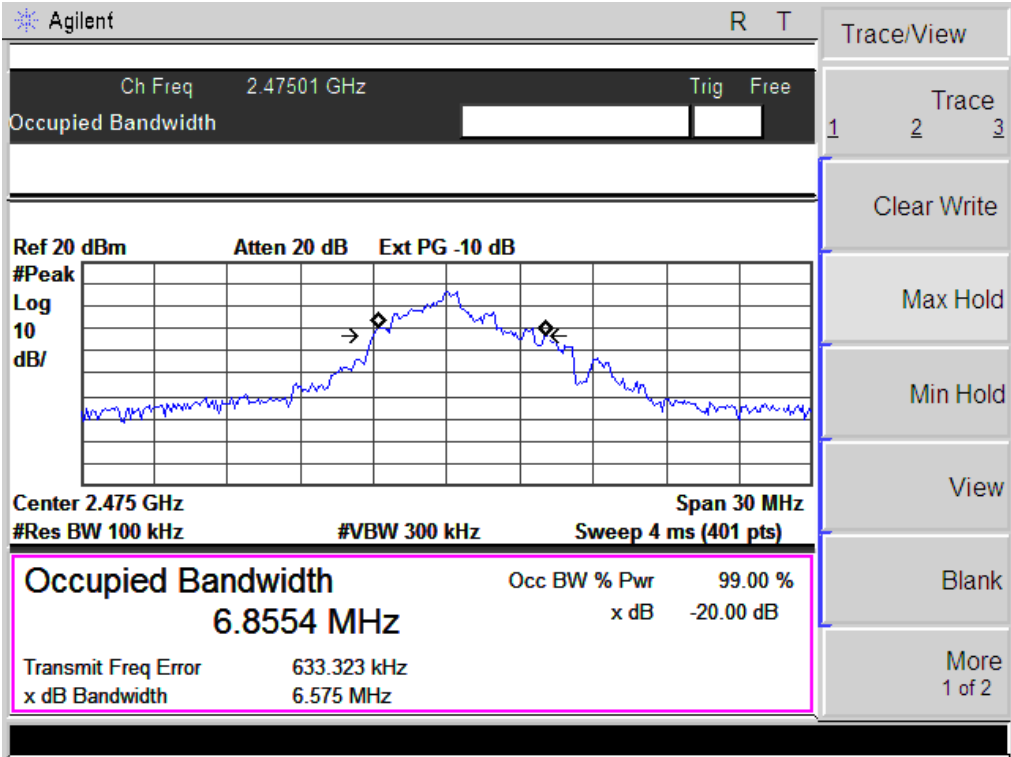 Agilent R T
Ch Freq 2.47501 GHz Trig Free
Occupied Bandwidth
Ref 20 dBm Atten 20 dB Ext PG -10 dB
#Peak
Log
10
dB/
Center 2.475 GHz Span 30 MHz
#Res BW 100 kHz #VBW 300 kHz Sweep 4 ms (401 pts)
Occupied Bandwidth Occ BW % Pwr 99.00 %
6.8554 MHz x dB -20.00 dB
Transmit Freq Error 633.323 kHz
x dB Bandwidth 6.575 MHz
Trace/View
Trace
1 2 3
Clear Write
Max Hold
Min Hold
View
Blank
More
1 of 2